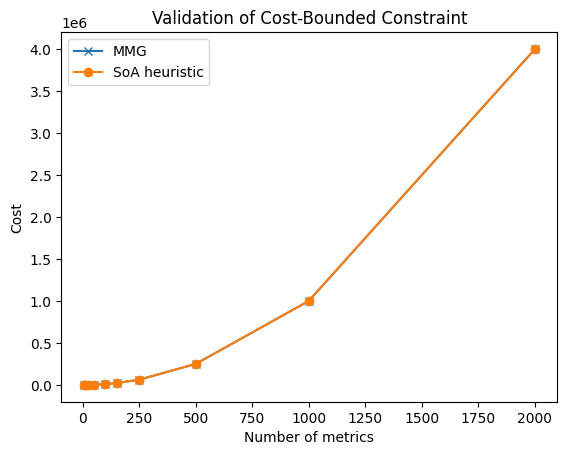 Validation of Cost-Bounded Constraint
1e6
MMG
SoA heuristic
4.0
3.5
3.0
2.5
2.0
1.5
1.0
0.5
0.0
Cost
0 250 500 750 1000 1250 1500 1750 2000
Number of metrics